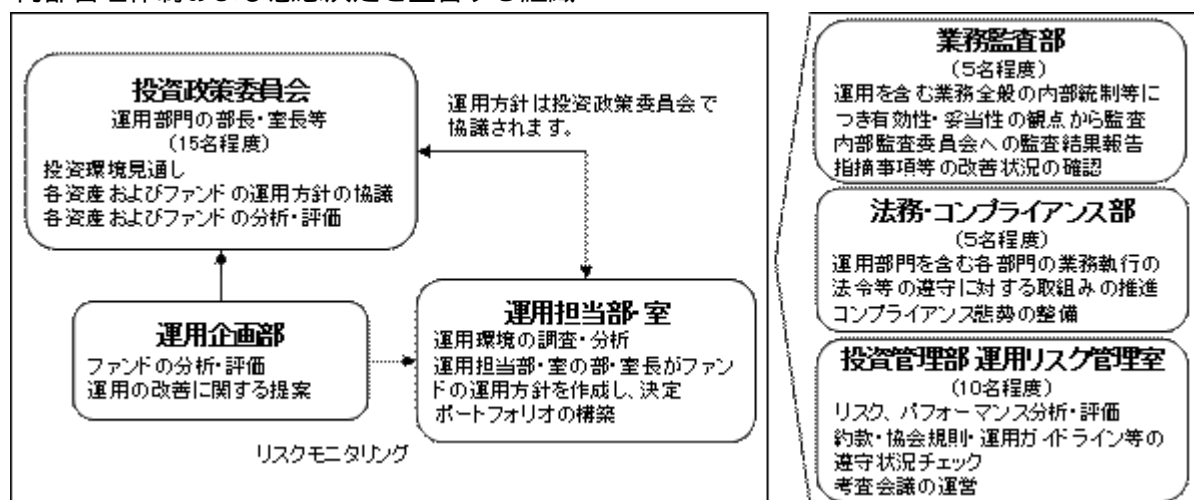 投資政策委員会
運用部門の部長・室長等
(15名程度)
投資環境見通し
各資産およびファンドの運用方針の協議
各資産およびファンドの分析・評価
運用方針は投資政策委員会で
協議されます。
運用企画部
ファンドの分析・評価
運用の改善に関する提案
運用担当部・室
運用環境の調査・分析
運用担当部・室の部・室長がファン
ドの運用方針を作成し、決定
ポートフォリオの構築
リスクモニタリング
業務監査部
(5名程度)
運用を含む業務全般の内部統制等に
つき有効性・妥当性の観点から監査
内部監査委員会への監査結果報告
指摘事項等の改善状況の確認
法務・コンプライアンス部
(5名程度)
運用部門を含む各部門の業務執行の
法令等の遵守に対する取組みの推進
コンプライアンス態勢の整備
投資管理部 運用リスク管理室
(10名程度)
リスク、パフォーマンス分析・評価
約款・協会規則・運用ガイドライン等の
遵守状況チェック
考査会議の運営